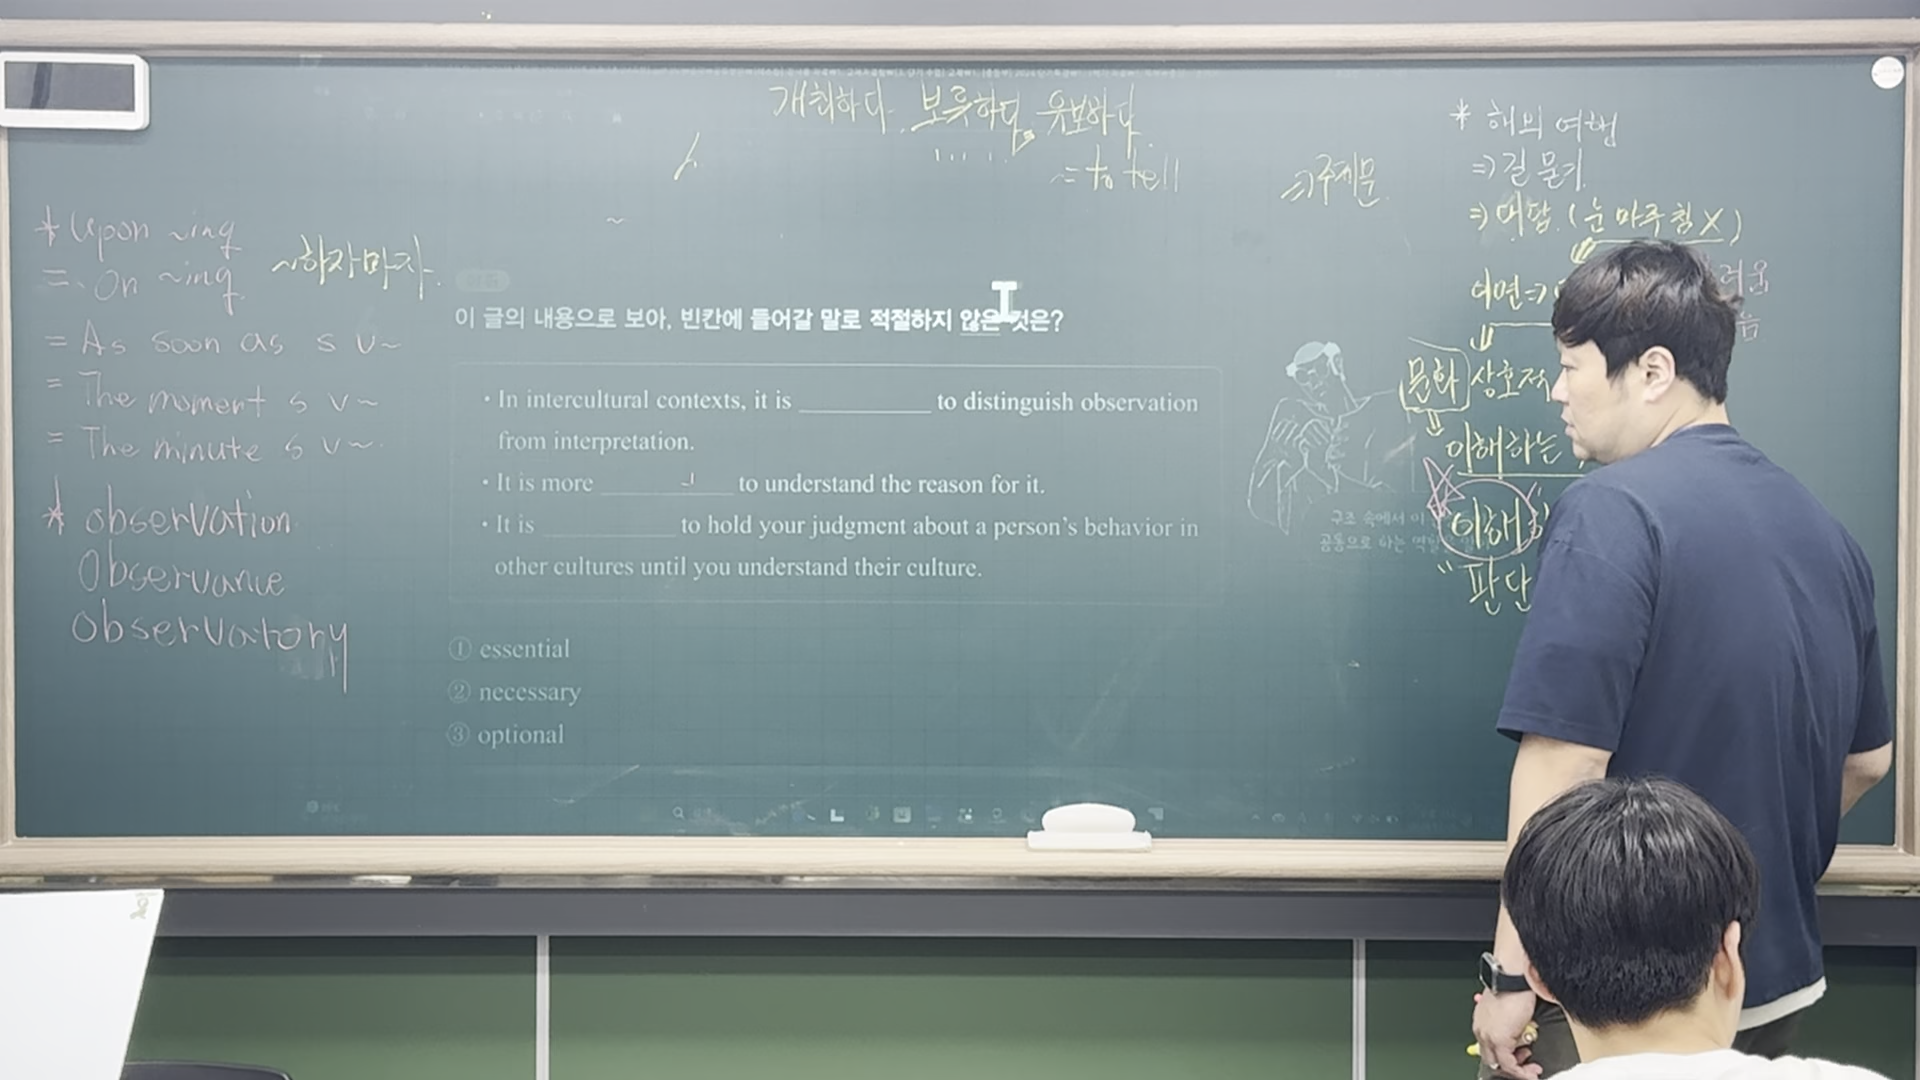 개최하다. 보류하다. 유보하다.
= to tell
⇒주제문.
* 해외 여행
⇒길 묻기.
⇒대답. (눈 마주침 X)
* Upon ~ing
= On ~ing
~하자마자.
= As soon as s v~
= The moment s v~
= The minute s v~.
* observation
Observance
observatory
이 글의 내용으로 보아, 빈칸에 들어갈 말로 적절하지 않은 것은?
• In intercultural contexts, it is ____________ to distinguish observation
from interpretation.
• It is more ____________ to understand the reason for it.
• It is ____________ to hold your judgment about a person's behavior in
other cultures until you understand their culture.
① essential
② necessary
③ optional
문화 상호적
이해하는
이해
판단
구조 속에서 이
공동으로 하는 역할